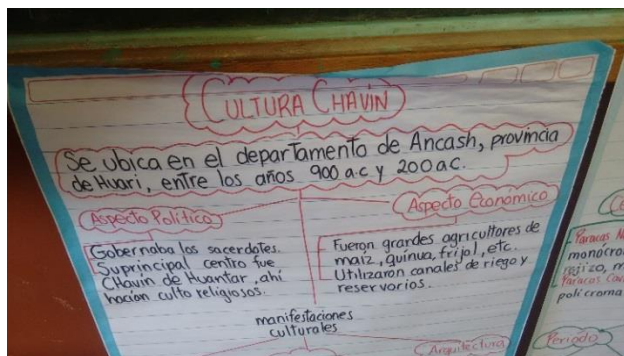 CULTURA CHAVIN
Se ubica en el departamento de Ancash, provincia
de Huari, entre los años 900 a.c y 200 a.C.
Aspecto Político
Gobernaba los sacerdotes.
Su principal centro fue
Chavin de Huantar, ahí
hacian culto religiosos.
Aspecto Económico
Fueron grandes agricultores de
maiz, quinua, frijol, etc.
Utilizaron canales de riego y
reservorios.
manifestaciones
culturales
Arquitectura
Paracas
rojizo,
Paracas
policroma
Periodo